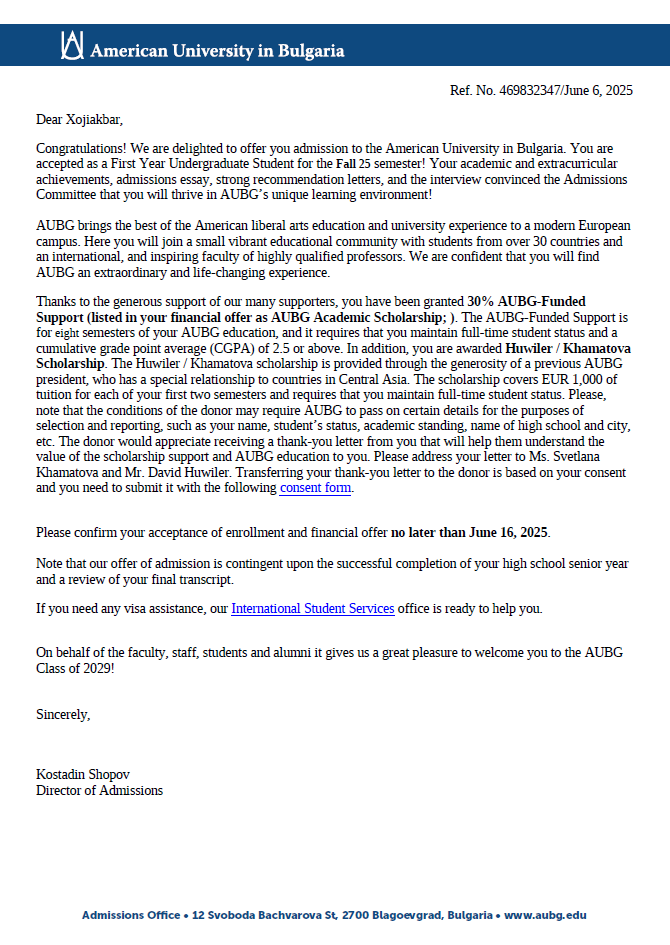 American University in Bulgaria
Ref. No. 469832347/June 6, 2025
Dear Xojiakbar,
Congratulations! We are delighted to offer you admission to the American University in Bulgaria. You are
accepted as a First Year Undergraduate Student for the Fall 25 semester! Your academic and extracurricular
achievements, admissions essay, strong recommendation letters, and the interview convinced the Admissions
Committee that you will thrive in AUBG’s unique learning environment!
AUBG brings the best of the American liberal arts education and university experience to a modern European
campus. Here you will join a small vibrant educational community with students from over 30 countries and
an international, and inspiring faculty of highly qualified professors. We are confident that you will find
AUBG an extraordinary and life-changing experience.
Thanks to the generous support of our many supporters, you have been granted 30% AUBG-Funded
Support (listed in your financial offer as AUBG Academic Scholarship; ). The AUBG-Funded Support is
for eight semesters of your AUBG education, and it requires that you maintain full-time student status and a
cumulative grade point average (CGPA) of 2.5 or above. In addition, you are awarded Huwiler / Khamatova
Scholarship. The Huwiler / Khamatova scholarship is provided through the generosity of a previous AUBG
president, who has a special relationship to countries in Central Asia. The scholarship covers EUR 1,000 of
tuition for each of your first two semesters and requires that you maintain full-time student status. Please,
note that the conditions of the donor may require AUBG to pass on certain details for the purposes of
selection and reporting, such as your name, student’s status, academic standing, name of high school and city,
etc. The donor would appreciate receiving a thank-you letter from you that will help them understand the
value of the scholarship support and AUBG education to you. Please address your letter to Ms. Svetlana
Khamatova and Mr. David Huwiler. Transferring your thank-you letter to the donor is based on your consent
and you need to submit it with the following consent form.
Please confirm your acceptance of enrollment and financial offer no later than June 16, 2025.
Note that our offer of admission is contingent upon the successful completion of your high school senior year
and a review of your final transcript.
If you need any visa assistance, our International Student Services office is ready to help you.
On behalf of the faculty, staff, students and alumni it gives us a great pleasure to welcome you to the AUBG
Class of 2029!
Sincerely,
Kostadin Shopov
Director of Admissions
Admissions Office • 12 Svoboda Bachvarova St, 2700 Blagoevgrad, Bulgaria • www.aubg.edu